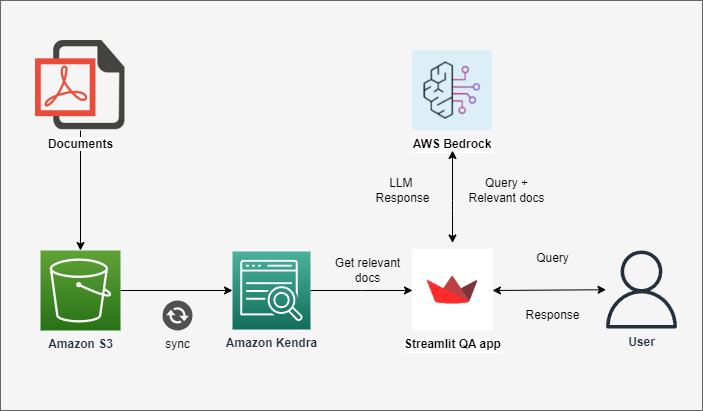 Documents
AWS Bedrock
LLM
Response
Query +
Relevant docs
Get relevant
docs
Query
Response
sync
Amazon S3
Amazon Kendra
Streamlit QA app
User